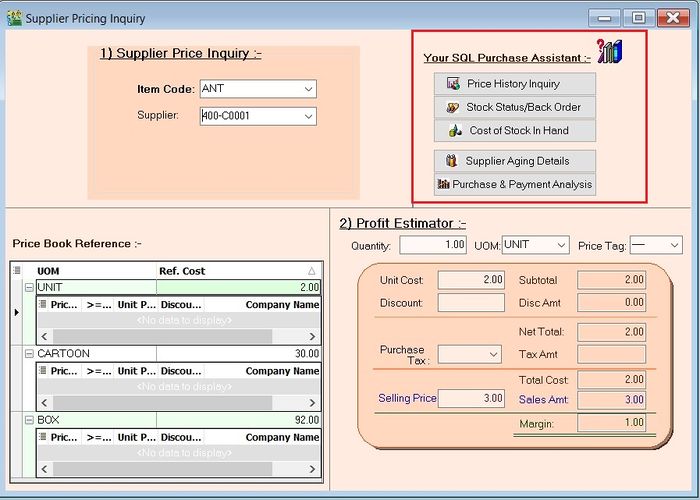 Supplier Pricing Inquiry
1) Supplier Price Inquiry :-
Item Code: ANT
Supplier: 400-C0001
Your SQL Purchase Assistant :-
Price History Inquiry
Stock Status/Back Order
Cost of Stock In Hand
Supplier Aging Details
Purchase & Payment Analysis
Price Book Reference :-
UOM Ref. Cost
UNIT 2.00
Pric... >=... Unit P... Discou... Company Name
<No data to display>
CARTOON 30.00
Pric... >=... Unit P... Discou... Company Name
<No data to display>
BOX 92.00
Pric... >=... Unit P... Discou... Company Name
<No data to display>
2) Profit Estimator :-
Quantity: 1.00 UOM: UNIT Price Tag: —
Unit Cost: 2.00 Subtotal 2.00
Discount: Disc Amt 0.00
Net Total: 2.00
Purchase Tax : Tax Amt
Total Cost: 2.00
Selling Price 3.00 Sales Amt: 3.00
Margin: 1.00